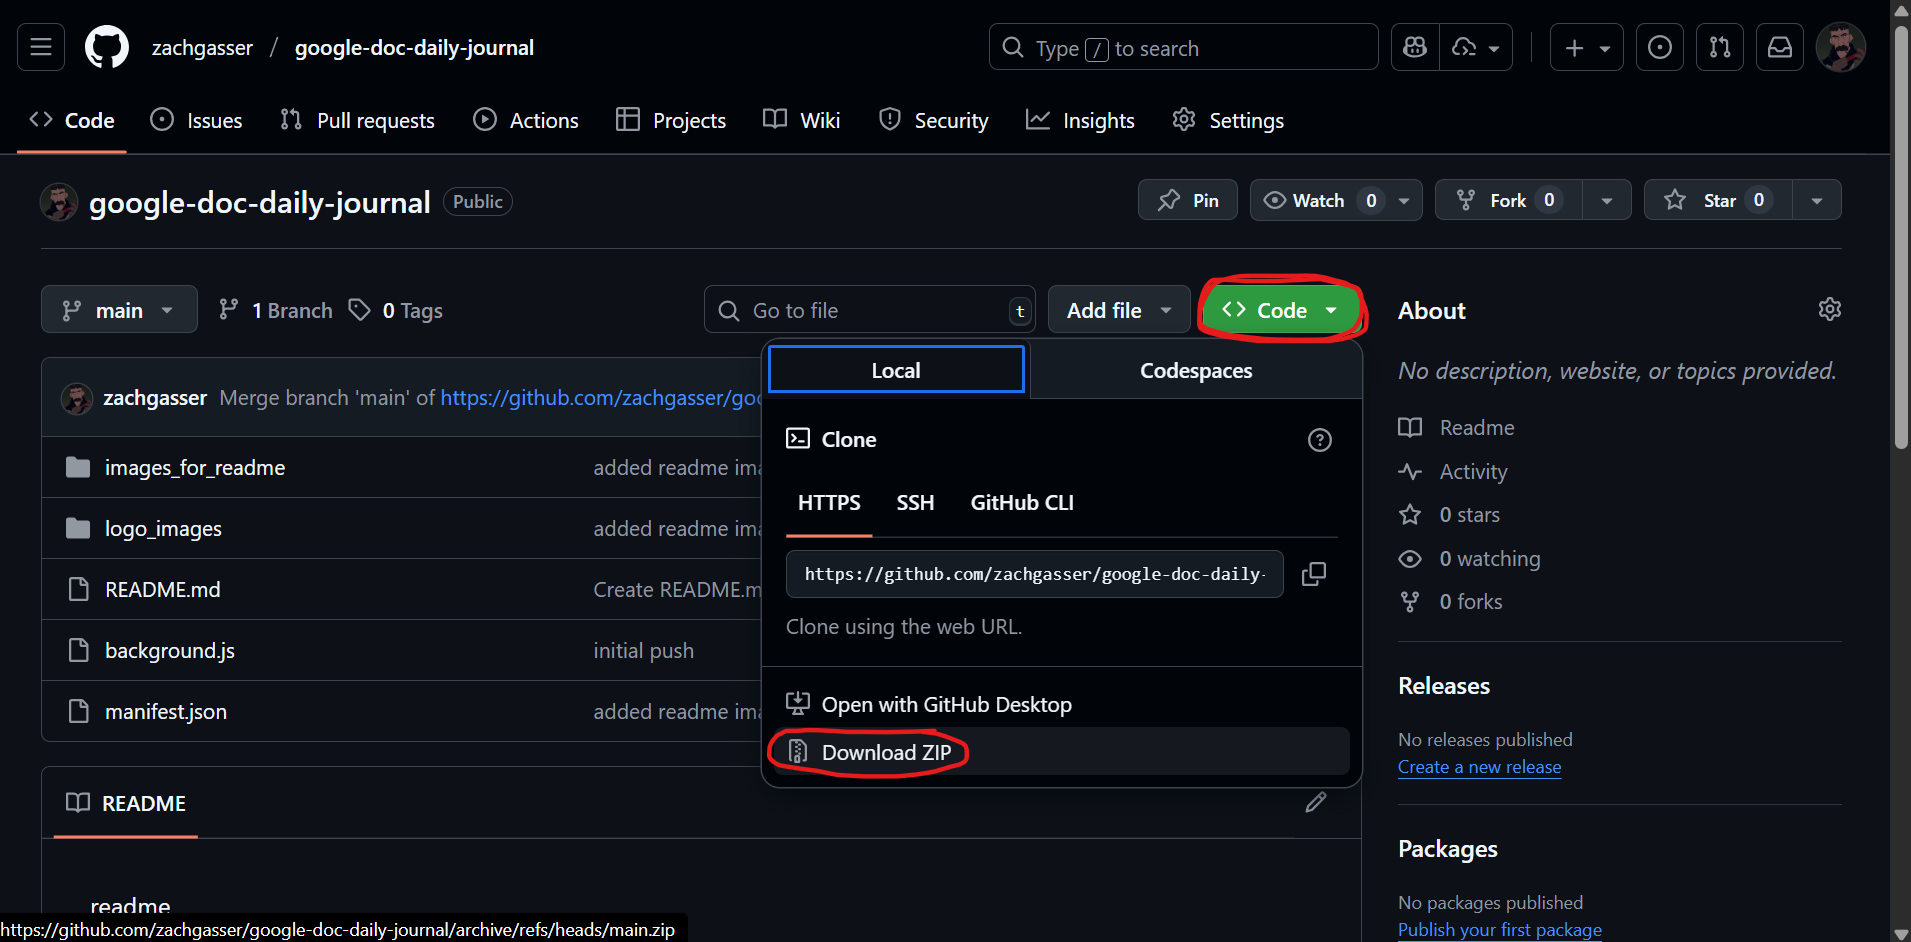 zachgasser / google-doc-daily-journal
Type / to search
Code Issues Pull requests Actions Projects Wiki Security Insights Settings
google-doc-daily-journal Public
Pin Watch 0 Fork 0 Star 0
main 1 Branch 0 Tags Go to file t Add file Code
Local Codespaces
zachgasser Merge branch 'main' of https://github.com/zachgasser/goo
images_for_readme added readme ima
logo_images added readme ima
README.md Create README.m
background.js initial push
manifest.json added readme ima
Clone
HTTPS SSH GitHub CLI
https://github.com/zachgasser/google-doc-daily-
Clone using the web URL.
Open with GitHub Desktop
Download ZIP
README
readme
About
No description, website, or topics provided.
Readme
Activity
0 stars
0 watching
0 forks
Releases
No releases published
Create a new release
Packages
No packages published
Publish your first package
https://github.com/zachgasser/google-doc-daily-journal/archive/refs/heads/main.zip